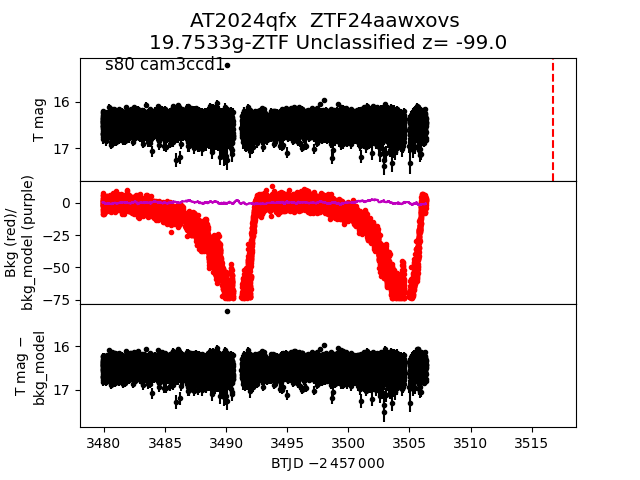 AT2024qfx  ZTF24aawxovs
19.7533g-ZTF Unclassified z= -99.0
s80 cam3ccd1
T mag
16
17
Bkg (red)/
bkg_model (purple)
0
−25
−50
−75
T mag −
bkg_model
16
17
3480 3485 3490 3495 3500 3505 3510 3515
BTJD −2 457 000